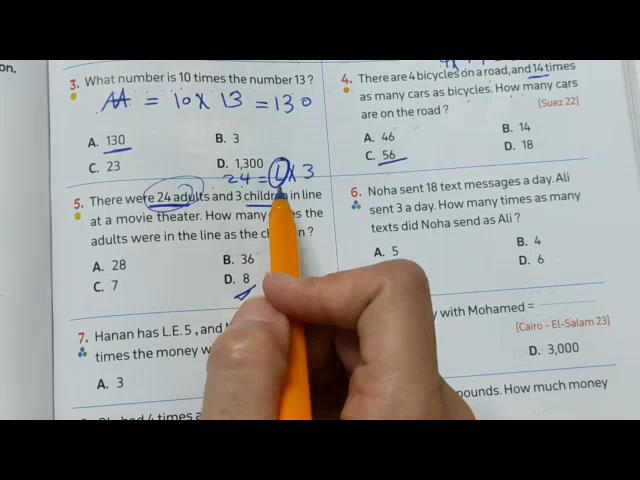 on.
3. What number is 10 times the number 13 ?
= 10 × 13 = 130
A. 130
B. 3
C. 23
D. 1,300
24 = × 3
5. There were 24 adults and 3 children in line
at a movie theater. How many the
adults were in the line as the ?
A. 28
B. 36
C. 7
D. 8
7. Hanan has L.E. 5 , and
times the money
A. 3
4 times
4. There are 4 bicycles on a road, and 14 times
as many cars as bicycles. How many cars
are on the road ?
[Suez 22]
A. 46
B. 14
C. 56
D. 18
6. Noha sent 18 text messages a day. Ali
sent 3 a day. How many times as many
texts did Noha send as Ali ?
A. 5
B. 4
D. 6
with Mohamed =
[Cairo - El-Salam 23]
D. 3,000
How much money